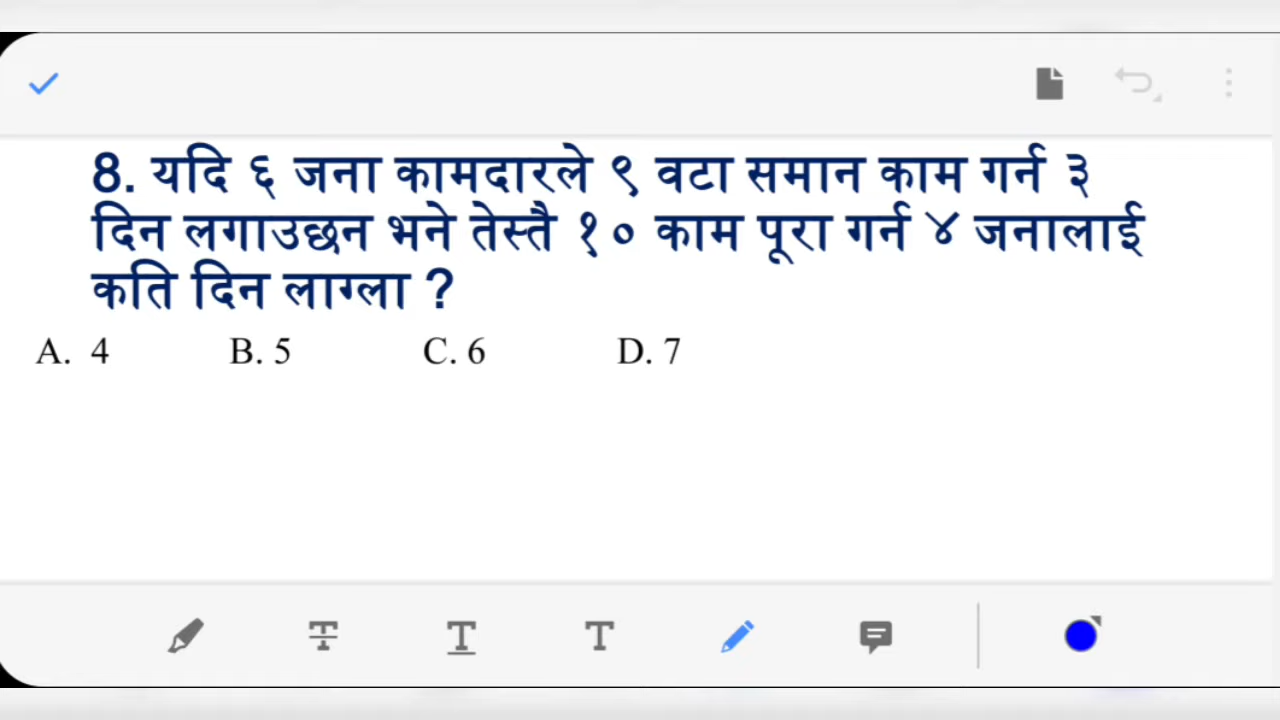 8. यदि ६ जना कामदारले ९ वटा समान काम गर्न ३
दिन लगाउछन भने तेस्तै १० काम पूरा गर्न ४ जनालाई
कति दिन लाग्ला ?
A. 4 B. 5 C. 6 D. 7